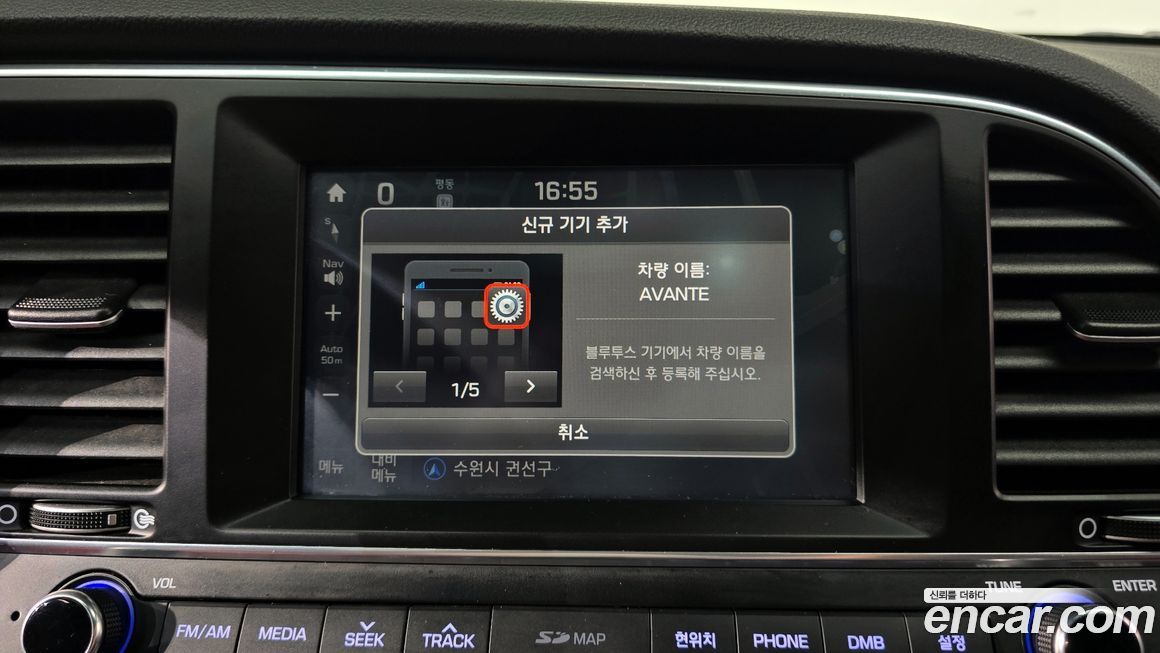 0
평동
16:55
신규 기기 추가
S
Nav
차량 이름:
AVANTE
+
Auto
50m
블루투스 기기에서 차량 이름을
검색하신 후 등록해 주십시오.
< 1/5 >
취소
메뉴
내비
메뉴
수원시 권선구
VOL
TUNE
ENTER
FM/AM
MEDIA
SEEK
TRACK
SD MAP
현위치
PHONE
DMB
설정
신뢰를 더하다
encar.com